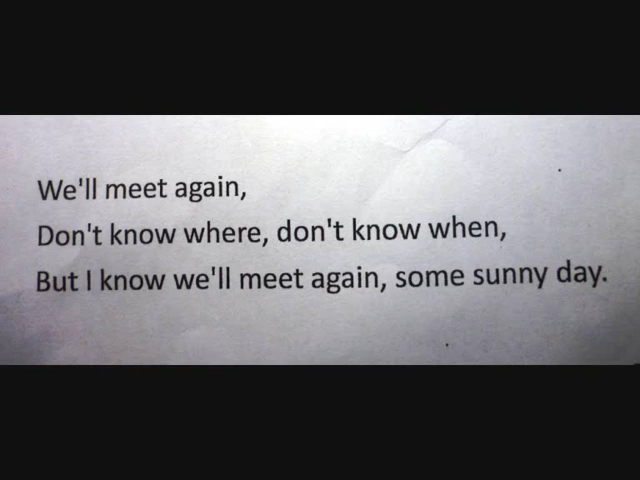 We'll meet again,
Don't know where, don't know when,
But I know we'll meet again, some sunny day.